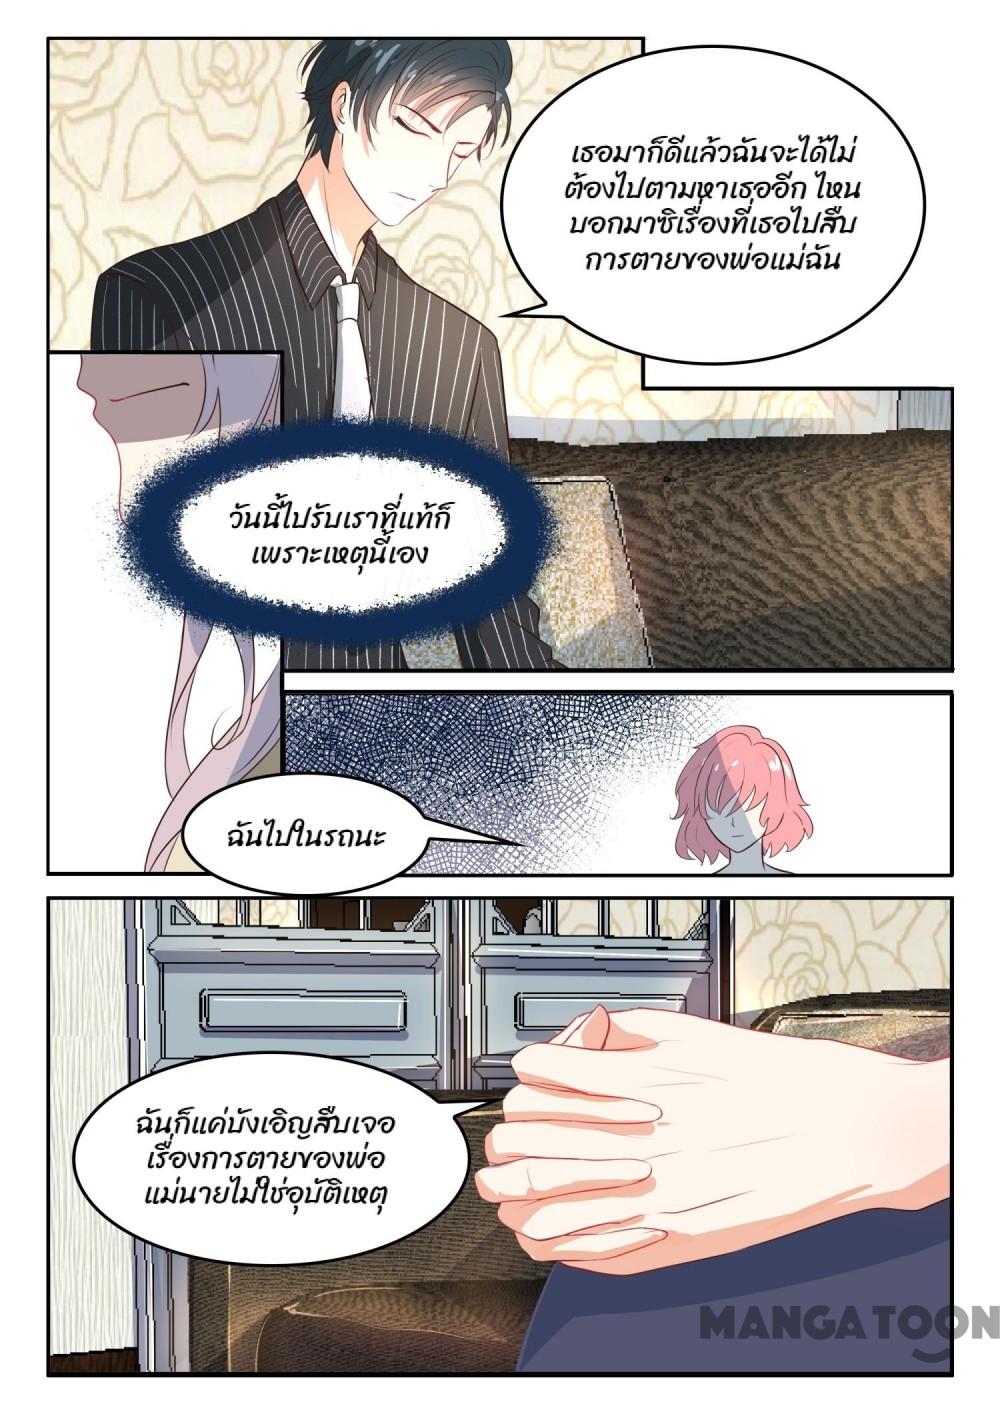 เธอมาก็ดีแล้วฉันจะได้ไม่
ต้องไปตามหาเธออีก ไหน
บอกมาซิเรื่องที่เธอไปสืบ
การตายของพ่อแม่ฉัน
วันนี้ไปรับเราที่แท้ก็
เพราะเหตุนี้เอง
ฉันไปในรถนะ
ฉันก็แค่บังเอิญสืบเจอ
เรื่องการตายของพ่อ
แม่นายไม่ใช่อุบัติเหตุ
MANGATOON